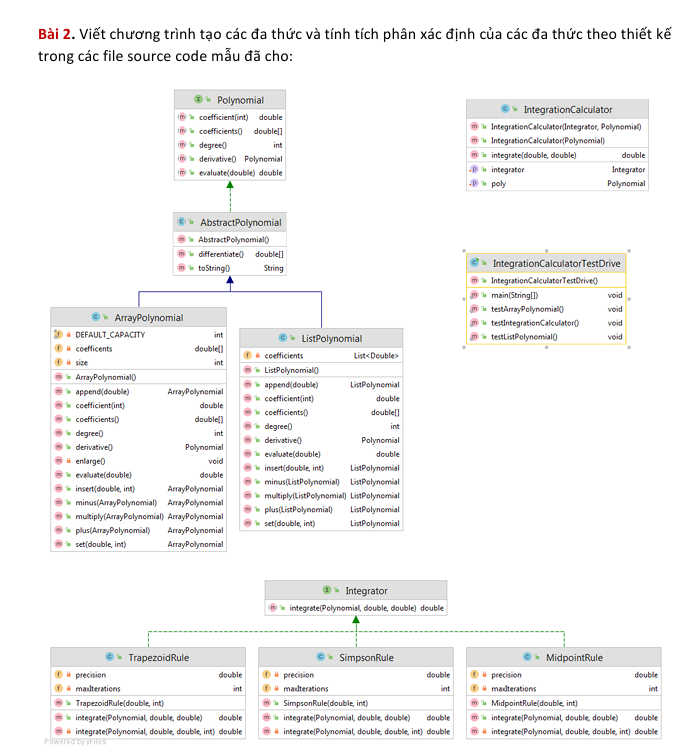 Bài 2. Viết chương trình tạo các đa thức và tính tích phân xác định của các đa thức theo thiết kế
trong các file source code mẫu đã cho:
Polynomial
coefficient(int) double
coefficients() double[]
degree() int
derivative() Polynomial
evaluate(double) double
IntegrationCalculator
IntegrationCalculator(Integrator, Polynomial)
IntegrationCalculator(Polynomial)
integrate(double, double) double
integrator Integrator
poly Polynomial
AbstractPolynomial
AbstractPolynomial()
differentiate() double[]
toString() String
IntegrationCalculatorTestDrive
IntegrationCalculatorTestDrive()
main(String[]) void
testArrayPolynomial() void
testIntegrationCalculator() void
testListPolynomial() void
ArrayPolynomial
DEFAULT_CAPACITY int
coefficents double[]
size int
ArrayPolynomial()
append(double) ArrayPolynomial
coefficient(int) double
coefficients() double[]
degree() int
derivative() Polynomial
enlarge() void
evaluate(double) double
insert(double, int) ArrayPolynomial
minus(ArrayPolynomial) ArrayPolynomial
multiply(ArrayPolynomial) ArrayPolynomial
plus(ArrayPolynomial) ArrayPolynomial
set(double, int) ArrayPolynomial
ListPolynomial
coefficients List<Double>
ListPolynomial()
append(double) ListPolynomial
coefficient(int) double
coefficients() double[]
degree() int
derivative() Polynomial
evaluate(double) double
insert(double, int) ListPolynomial
minus(ListPolynomial) ListPolynomial
multiply(ListPolynomial) ListPolynomial
plus(ListPolynomial) ListPolynomial
set(double, int) ListPolynomial
Integrator
integrate(Polynomial, double, double) double
TrapezoidRule
precision double
maxIterations int
TrapezoidRule(double, int)
integrate(Polynomial, double, double) double
integrate(Polynomial, double, double, int) double
SimpsonRule
precision double
maxIterations int
SimpsonRule(double, int)
integrate(Polynomial, double, double) double
integrate(Polynomial, double, double, int) double
MidpointRule
precision double
maxIterations int
MidpointRule(double, int)
integrate(Polynomial, double, double) double
integrate(Polynomial, double, double, int) double
Powered by yFiles